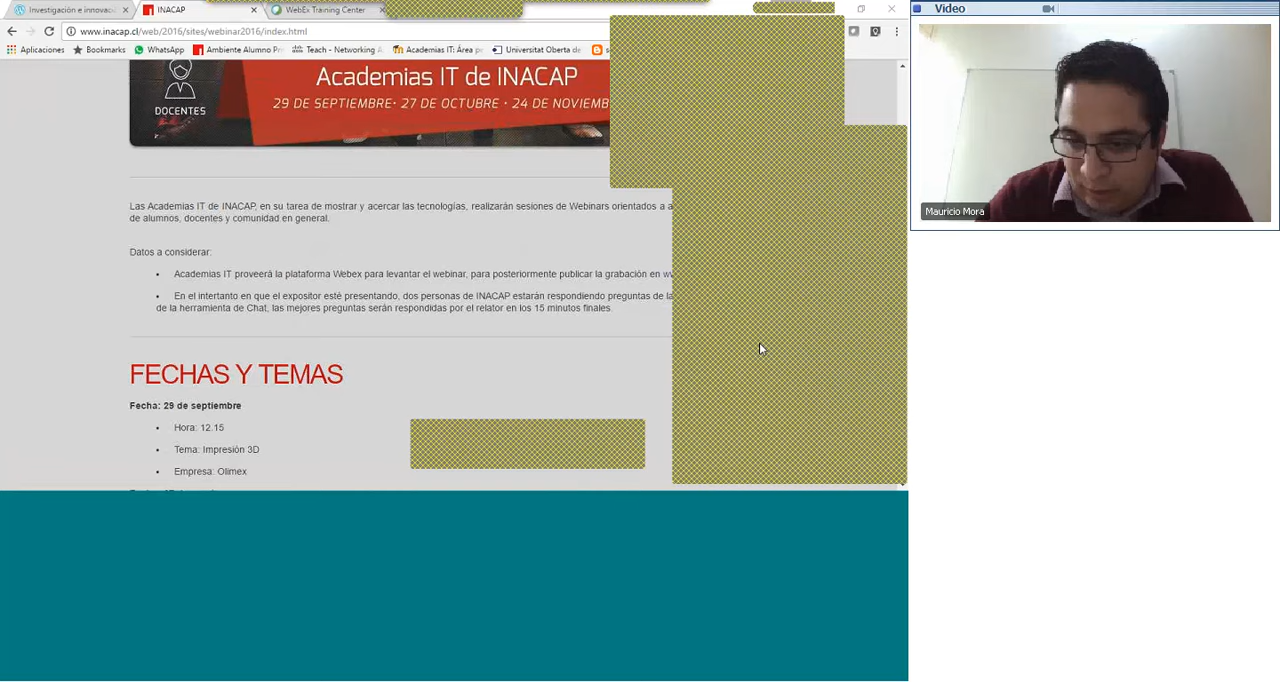 Investigación e innovaci
INACAP
WebEx Training Center
Video
www.inacap.cl/web/2016/sites/webinar2016/index.html
Aplicaciones
Bookmarks
WhatsApp
Ambiente Alumno Pr
Teach - Networking A
Academias IT: Área pe
Universitat Oberta de
Academias IT de INACAP
DOCENTES
29 DE SEPTIEMBRE• 27 DE OCTUBRE • 24 DE NOVIEMB
Las Academias IT de INACAP, en su tarea de mostrar y acercar las tecnologías, realizarán sesiones de Webinars orientados a a
de alumnos, docentes y comunidad en general.
Mauricio Mora
Datos a considerar:
• Academias IT proveerá la plataforma Webex para levantar el webinar, para posteriormente publicar la grabación en ww
• En el intertanto en que el expositor esté presentando, dos personas de INACAP estarán respondiendo preguntas de la
de la herramienta de Chat, las mejores preguntas serán respondidas por el relator en los 15 minutos finales.
FECHAS Y TEMAS
Fecha: 29 de septiembre
• Hora: 12.15
• Tema: Impresión 3D
• Empresa: Olimex